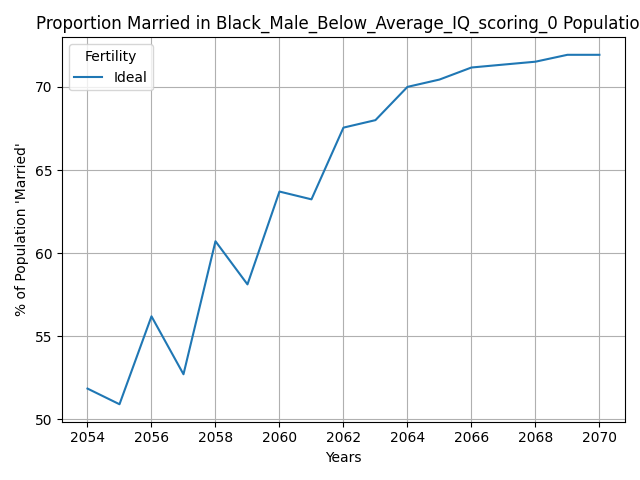 Proportion Married in Black_Male_Below_Average_IQ_scoring_0 Populatio
Fertility
Ideal
% of Population 'Married'
70
65
60
55
50
2054 2056 2058 2060 2062 2064 2066 2068 2070
Years